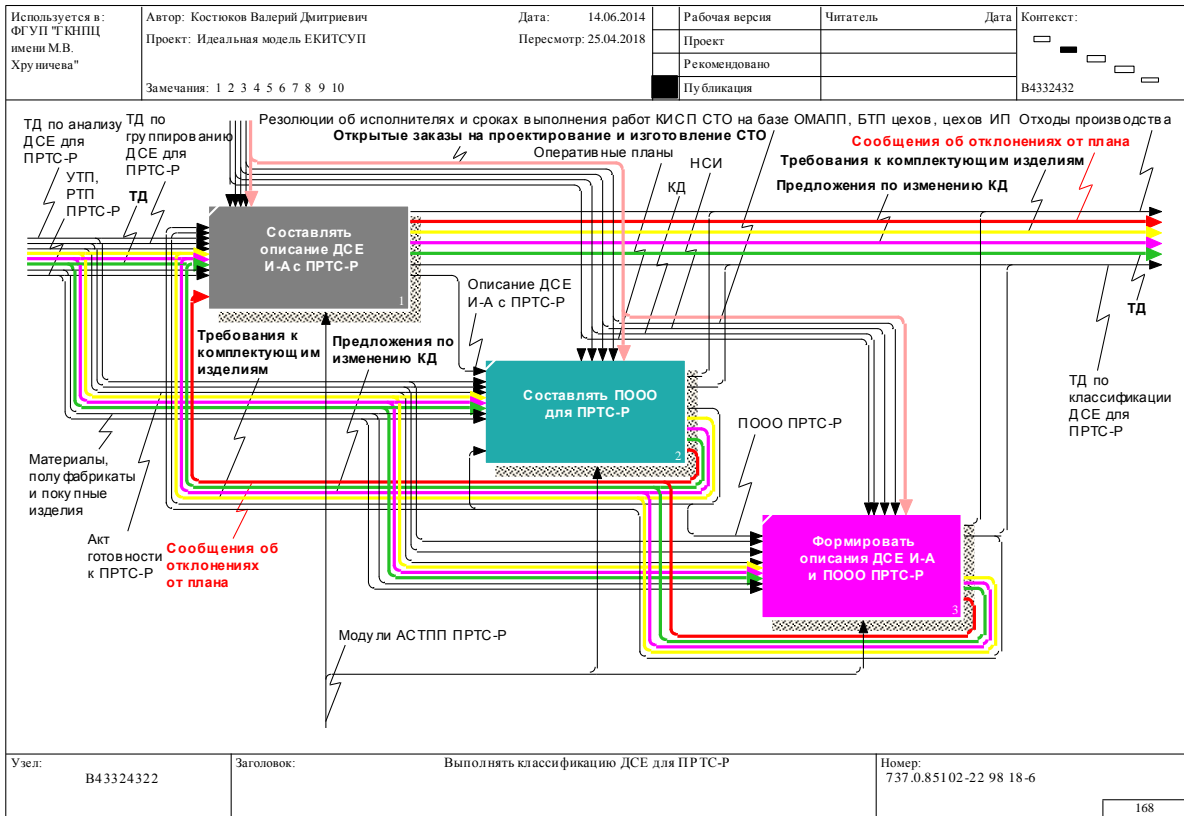 Используется в:
ФГУП "ГКНПЦ
имени М.В.
Хруничева"
Автор: Костюков Валерий Дмитриевич
Дата: 14.06.2014
Проект: Идеальная модель ЕКИТСУП
Пересмотр: 25.04.2018
Замечания: 1 2 3 4 5 6 7 8 9 10
Рабочая версия
Проект
Рекомендовано
Публикация
Читатель
Дата
Контекст:
B4332432
ТД по анализу
ДСЕ для
ПРТС-Р
ТД по
группированию
ДСЕ для
ПРТС-Р
УТП,
РТП
ПРТС-Р
ТД
Резолюции об исполнителях и сроках выполнения работ КИСП СТО на базе ОМАПП, БТП цехов, цехов ИП
Отходы производства
Открытые заказы на проектирование и изготовление СТО
Сообщения об отклонениях от плана
Оперативные планы
НСИ
Требования к комплектующим изделиям
КД
Предложения по изменению КД
Составлять
описание ДСЕ
И-А с ПРТС-Р
1
Описание ДСЕ
И-А с ПРТС-Р
ТД
Требования к
комплектующим
изделиям
Предложения по
изменению КД
Составлять ПООО
для ПРТС-Р
2
ТД по
классификации
ДСЕ для
ПРТС-Р
ПООО ПРТС-Р
Материалы,
полуфабрикаты
и покупные
изделия
Акт
готовности
к ПРТС-Р
Сообщения об
отклонениях
от плана
Формировать
описания ДСЕ И-А
и ПООО ПРТС-Р
3
Модули АСТПП ПРТС-Р
Узел:
B43324322
Заголовок:
Выполнять классификацию ДСЕ для ПРТС-Р
Номер:
737.0.85102-22 98 18-6
168